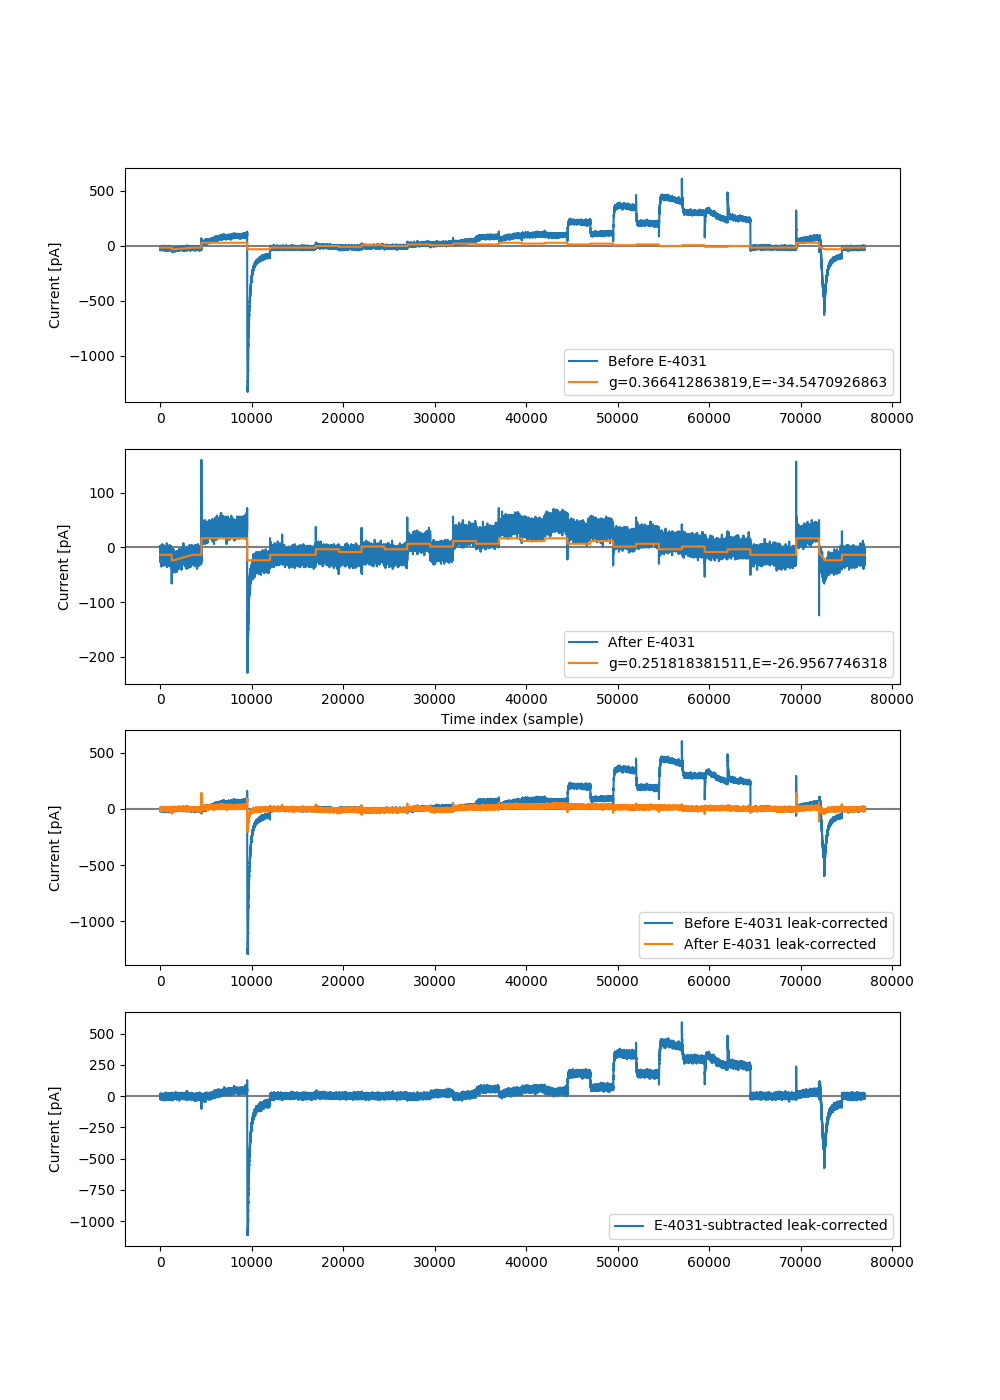 500
0
−500
−1000
Current [pA]
Before E-4031
g=0.366412863819,E=-34.5470926863
0 10000 20000 30000 40000 50000 60000 70000 80000
100
0
−100
−200
Current [pA]
After E-4031
g=0.251818381511,E=-26.9567746318
0 10000 20000 30000 40000 50000 60000 70000 80000
Time index (sample)
500
0
−500
−1000
Current [pA]
Before E-4031 leak-corrected
After E-4031 leak-corrected
0 10000 20000 30000 40000 50000 60000 70000 80000
500
250
0
−250
−500
−750
−1000
Current [pA]
E-4031-subtracted leak-corrected
0 10000 20000 30000 40000 50000 60000 70000 80000